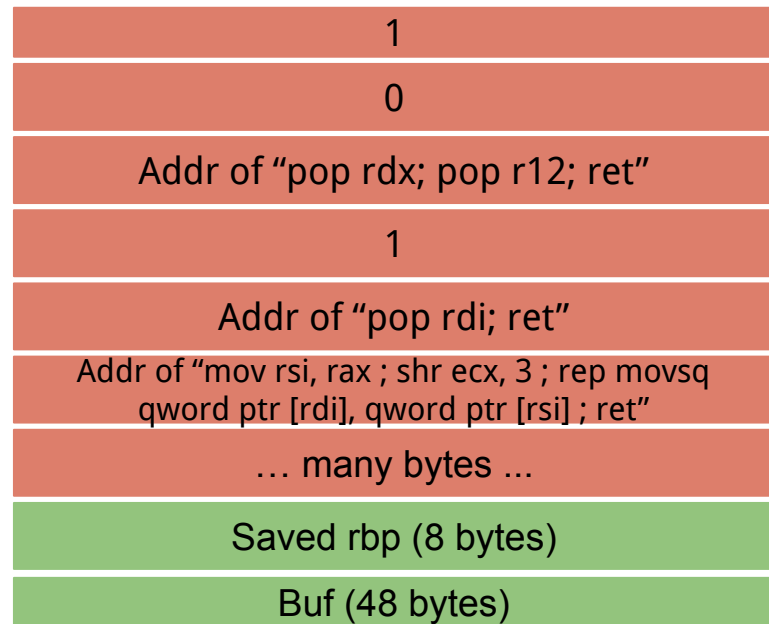 1
0
Addr of “pop rdx; pop r12; ret”
1
Addr of “pop rdi; ret”
Addr of “mov rsi, rax ; shr ecx, 3 ; rep movsq
qword ptr [rdi], qword ptr [rsi] ; ret”
… many bytes ...
Saved rbp (8 bytes)
Buf (48 bytes)